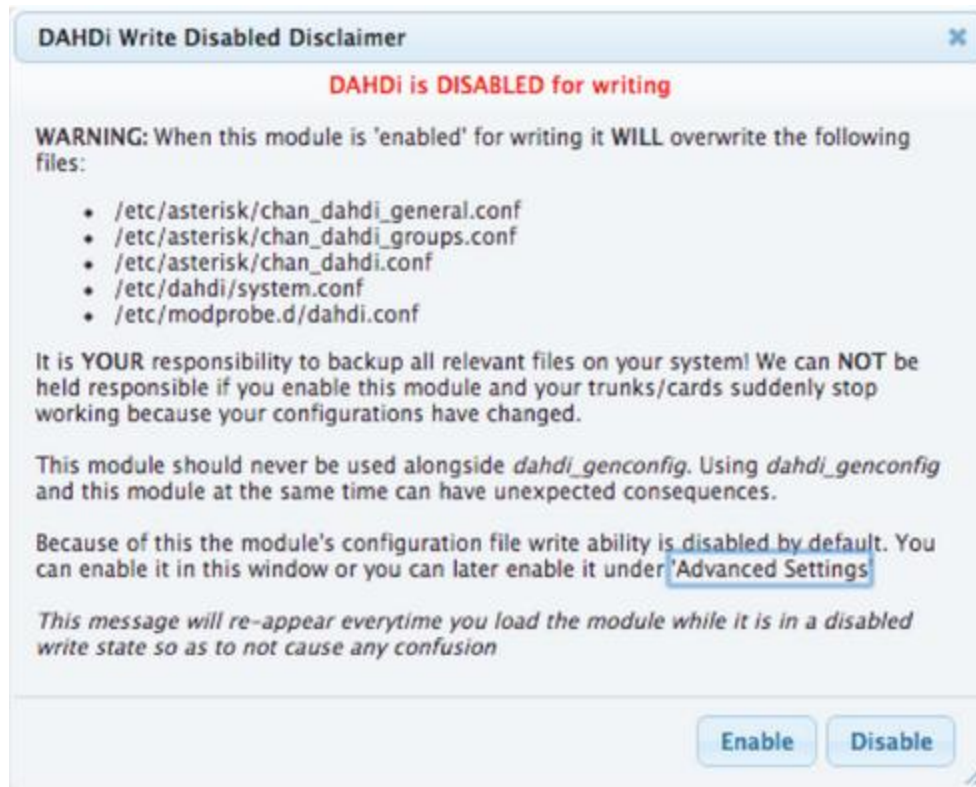 DAHDi Write Disabled Disclaimer
DAHDi is DISABLED for writing
WARNING: When this module is 'enabled' for writing it WILL overwrite the following
files:
• /etc/asterisk/chan_dahdi_general.conf
• /etc/asterisk/chan_dahdi_groups.conf
• /etc/asterisk/chan_dahdi.conf
• /etc/dahdi/system.conf
• /etc/modprobe.d/dahdi.conf
It is YOUR responsibility to backup all relevant files on your system! We can NOT be
held responsible if you enable this module and your trunks/cards suddenly stop
working because your configurations have changed.
This module should never be used alongside dahdi_genconfig. Using dahdi_genconfig
and this module at the same time can have unexpected consequences.
Because of this the module's configuration file write ability is disabled by default. You
can enable it in this window or you can later enable it under 'Advanced Settings'
This message will re-appear everytime you load the module while it is in a disabled
write state so as to not cause any confusion
Enable Disable